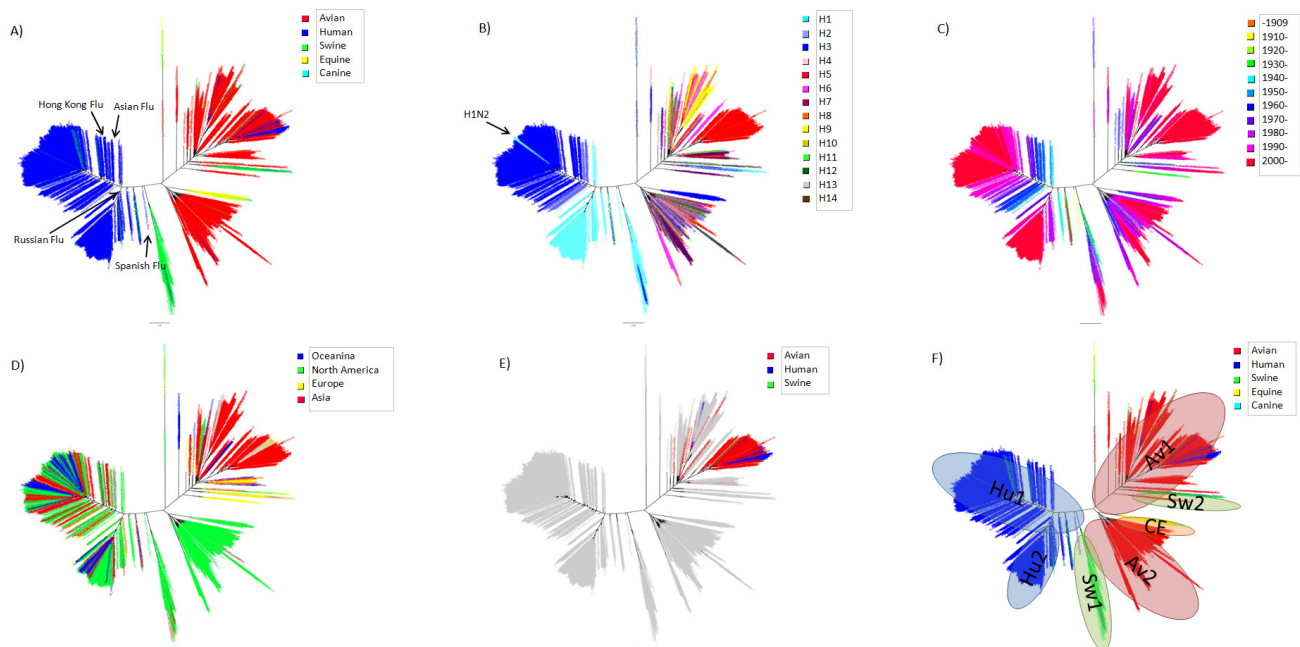 A)
Avian
Human
Swine
Equine
Canine
Hong Kong Flu
Asian Flu
Russian Flu
Spanish Flu
B)
H1
H2
H3
H4
H5
H6
H7
H8
H9
H10
H11
H12
H13
H14
H1N2
C)
-1909
1910-
1920-
1930-
1940-
1950-
1960-
1970-
1980-
1990-
2000-
D)
Oceanina
North America
Europe
Asia
E)
Avian
Human
Swine
F)
Avian
Human
Swine
Equine
Canine
Av1
Hu1
Sw2
CE
Hu2
Av2
Sw1